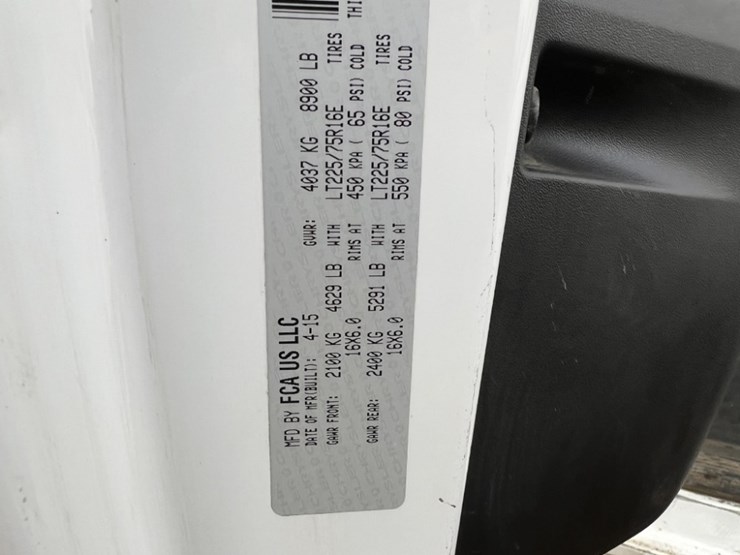 MFD BY FCA US LLC
DATE OF MFR(BUILT): 4-15 GVWR: 4037 KG 8900 LB
GAWR FRONT: 2100 KG 4629 LB WITH LT225/75R16E TIRES
16X6.0 RIMS AT 450 KPA ( 65 PSI) COLD
GAWR REAR: 2400 KG 5291 LB WITH LT225/75R16E TIRES
16X6.0 RIMS AT 550 KPA ( 80 PSI) COLD
THI